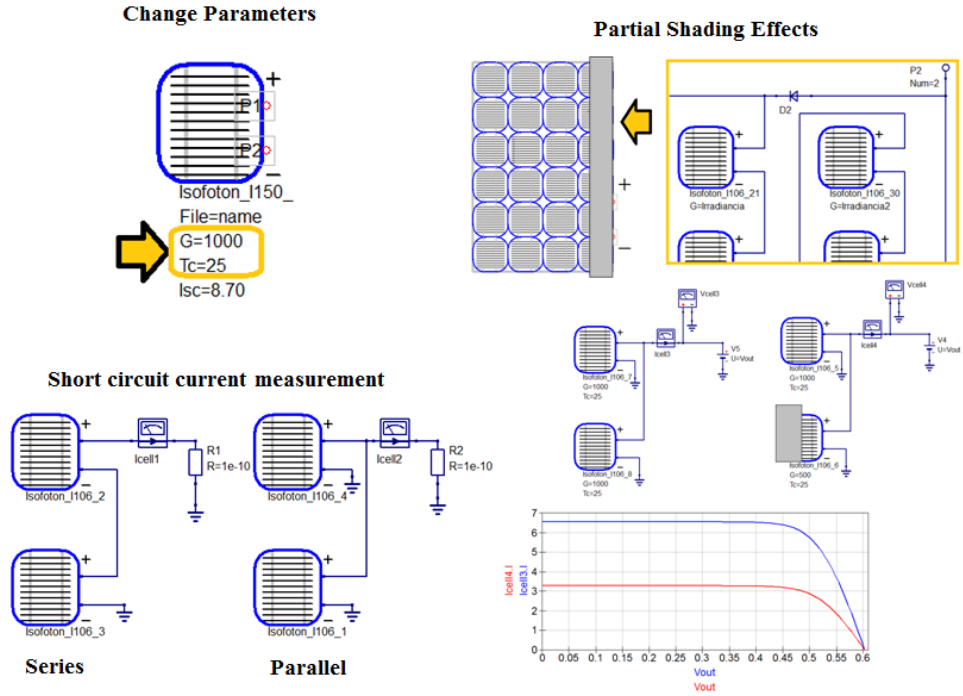 Change Parameters
P1
P2
+
−
Isofoton_I150_
File=name
G=1000
Tc=25
Isc=8.70
Partial Shading Effects
+
−
P2
Num=2
D2
+
−
Isofoton_I106_21
G=Irradiancia
+
−
Isofoton_I106_30
G=Irradiancia2
+
+
Vcell3
+
−
Icell3
V5
U=Vout
Isofoton_I106_7
G=1000
Tc=25
+
−
Isofoton_I106_8
G=1000
Tc=25
Vcell4
+
−
Icell4
V4
U=Vout
Isofoton_I106_5
G=1000
Tc=25
+
−
Isofoton_I106_6
G=500
Tc=25
Short circuit current measurement
+
−
Icell1
R1
R=1e-10
Isofoton_I106_2
+
−
Isofoton_I106_3
Series
+
−
Icell2
R2
R=1e-10
Isofoton_I106_4
+
−
Isofoton_I106_1
Parallel
Icell4.I
Icell3.I
7
6
5
4
3
2
1
0
0 0.05 0.1 0.15 0.2 0.25 0.3 0.35 0.4 0.45 0.5 0.55 0.6
Vout
Vout